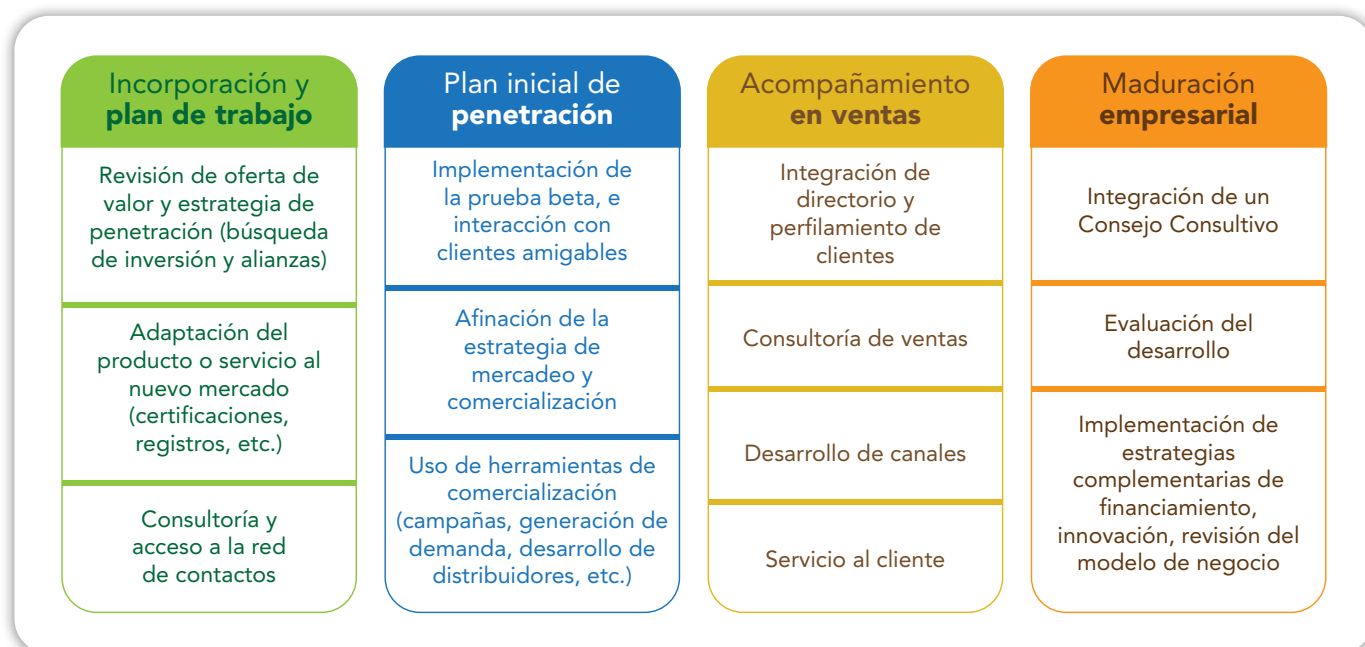 Incorporación y
plan de trabajo
Revisión de oferta de
valor y estrategia de
penetración (búsqueda
de inversión y alianzas)
Adaptación del
producto o servicio al
nuevo mercado
(certificaciones,
registros, etc.)
Consultoría y
acceso a la red
de contactos
Plan inicial de
penetración
Implementación de
la prueba beta, e
interacción con
clientes amigables
Afinación de la
estrategia de
mercadeo y
comercialización
Uso de herramientas de
comercialización
(campañas, generación de
demanda, desarrollo de
distribuidores, etc.)
Acompañamiento
en ventas
Integración de
directorio y
perfilamiento de
clientes
Consultoría de ventas
Desarrollo de canales
Servicio al cliente
Maduración
empresarial
Integración de un
Consejo Consultivo
Evaluación del
desarrollo
Implementación de
estrategias
complementarias de
financiamiento,
innovación, revisión del
modelo de negocio